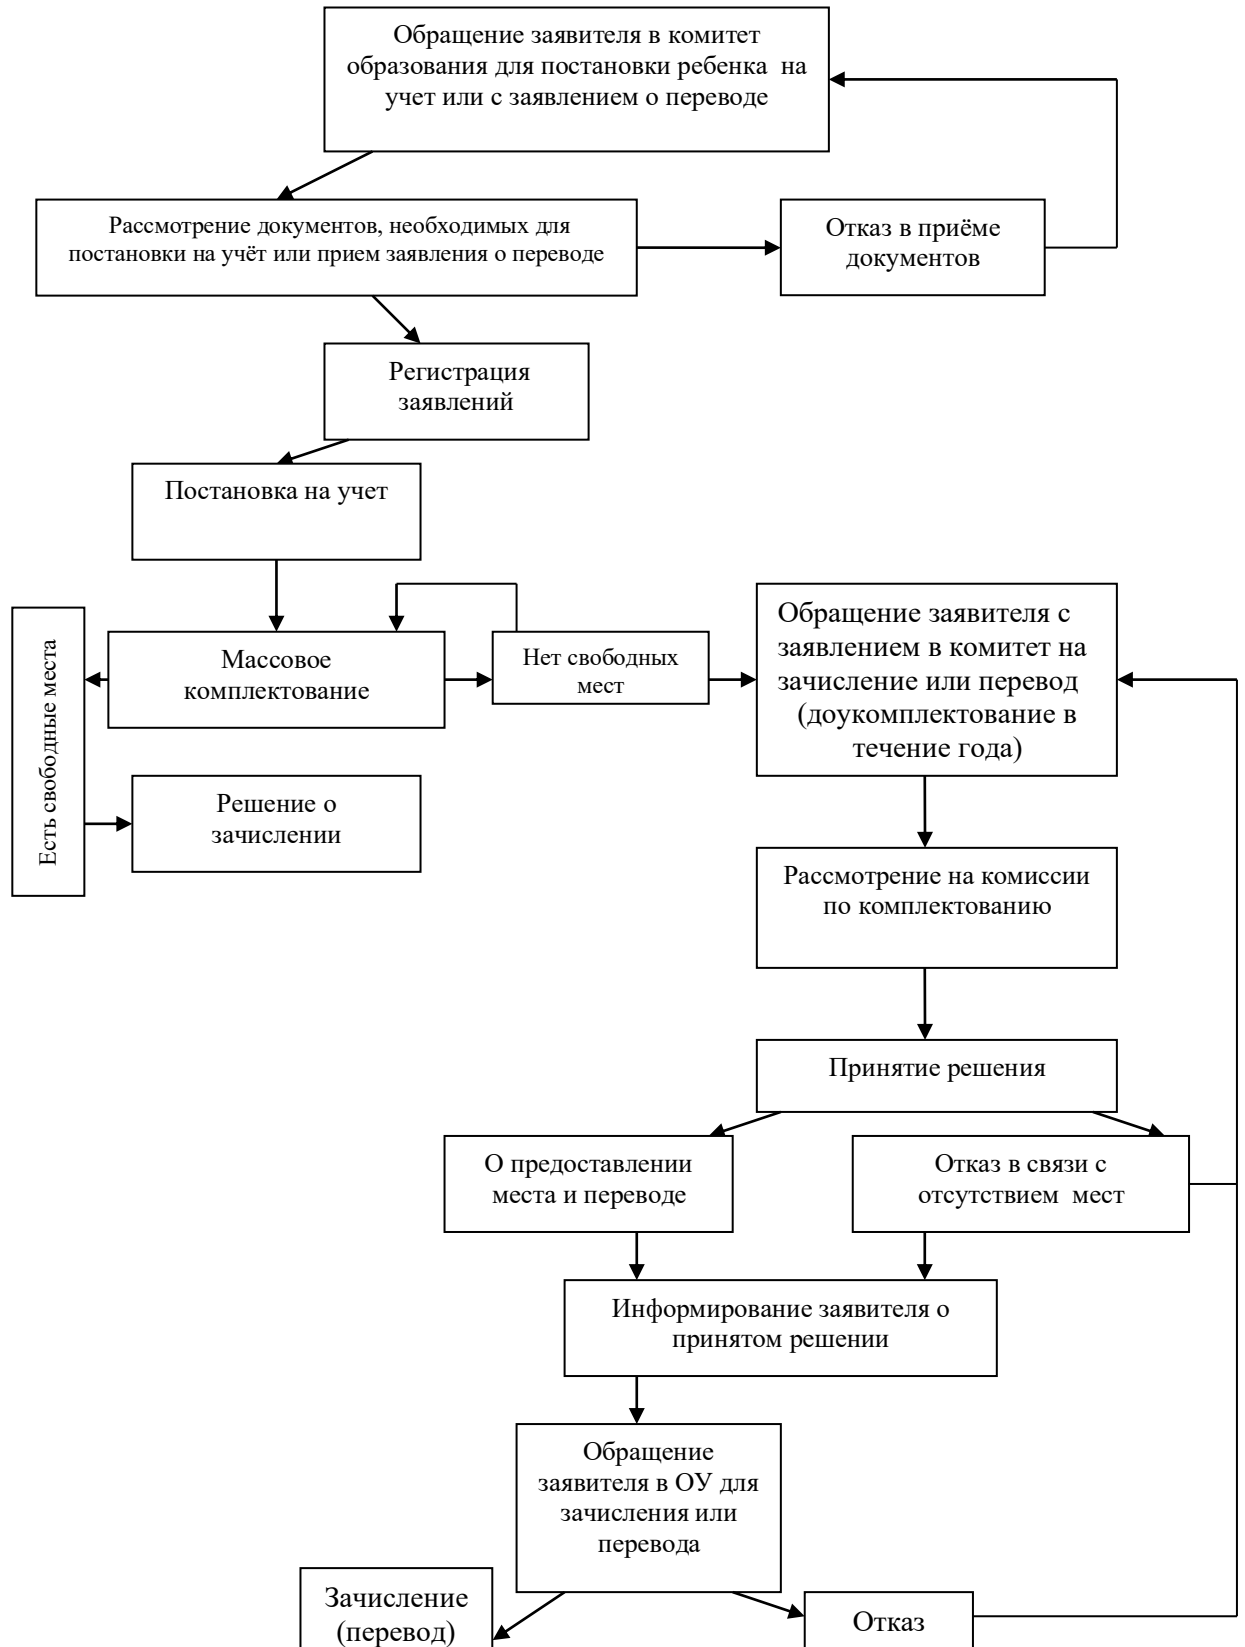 Обращение заявителя в комитет
образования для постановки ребенка  на
учет или с заявлением о переводе
Рассмотрение документов, необходимых для
постановки на учёт или прием заявления о переводе
Отказ в приёме
документов
Регистрация
заявлений
Постановка на учет
Есть свободные места
Массовое
комплектование
Нет свободных
мест
Обращение заявителя с
заявлением в комитет на
зачисление или перевод
(доукомплектование в
течение года)
Решение о
зачислении
Рассмотрение на комиссии
по комплектованию
Принятие решения
О предоставлении
места и переводе
Отказ в связи с
отсутствием  мест
Информирование заявителя о
принятом решении
Обращение
заявителя в ОУ для
зачисления или
перевода
Зачисление
(перевод)
Отказ